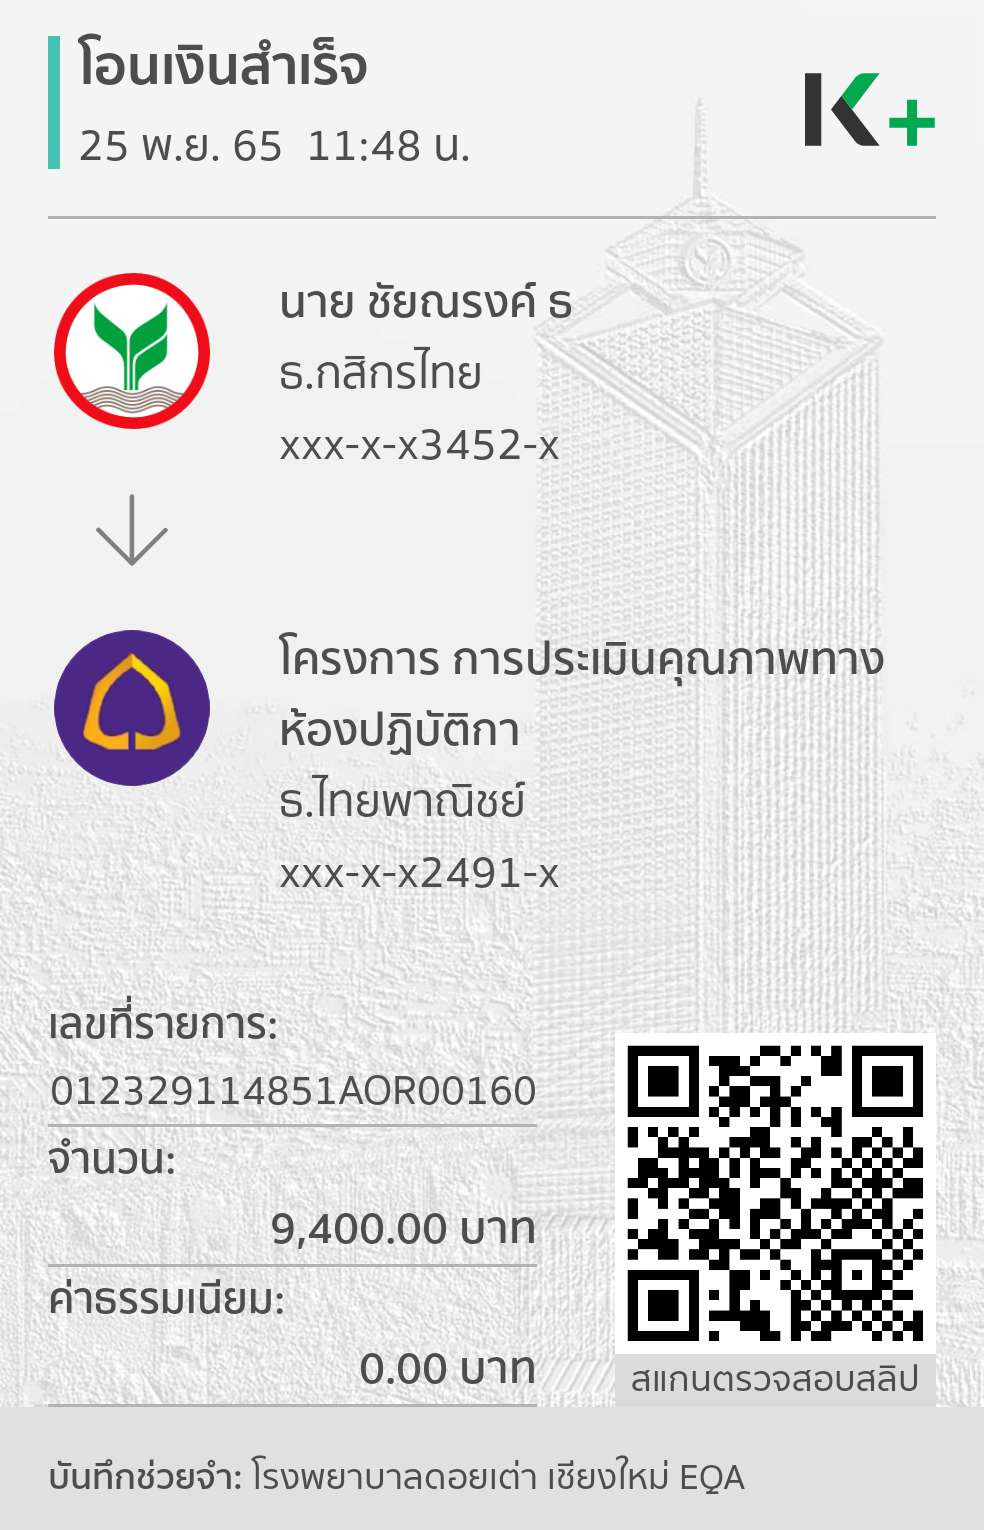 โอนเงินสำเร็จ
25 พ.ย. 65 11:48 น.
K+
นาย ชัยณรงค์ ธ
ธ.กสิกรไทย
xxx-x-x3452-x
โครงการ การประเมินคุณภาพทาง
ห้องปฏิบัติกา
ธ.ไทยพาณิชย์
xxx-x-x2491-x
เลขที่รายการ:
012329114851AOR00160
จำนวน:
9,400.00 บาท
ค่าธรรมเนียม:
0.00 บาท
สแกนตรวจสอบสลิป
บันทึกช่วยจำ: โรงพยาบาลดอยเต่า เชียงใหม่ EQA